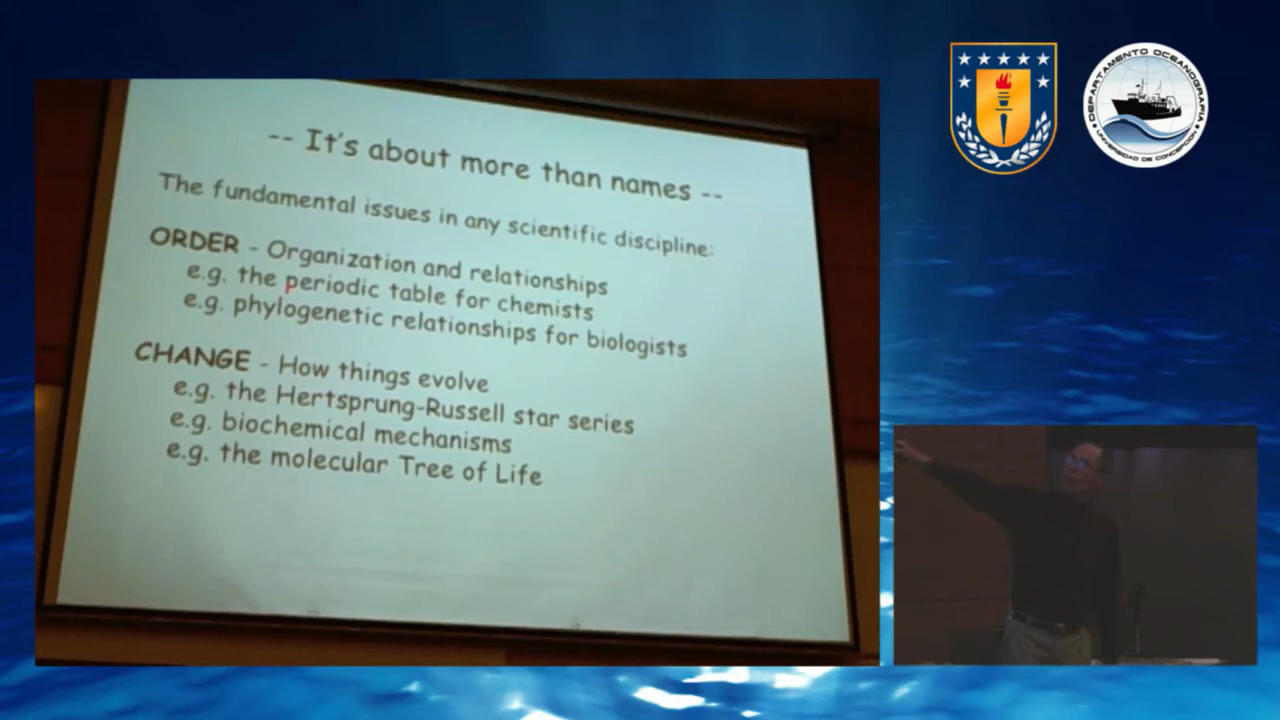 -- It's about more than names --
The fundamental issues in any scientific discipline:
ORDER - Organization and relationships
e.g. the periodic table for chemists
e.g. phylogenetic relationships for biologists
CHANGE - How things evolve
e.g. the Hertsprung-Russell star series
e.g. biochemical mechanisms
e.g. the molecular Tree of Life
DEPARTAMENTO OCEANOGRAFIA
UNIVERSIDAD DE CONCEPCION